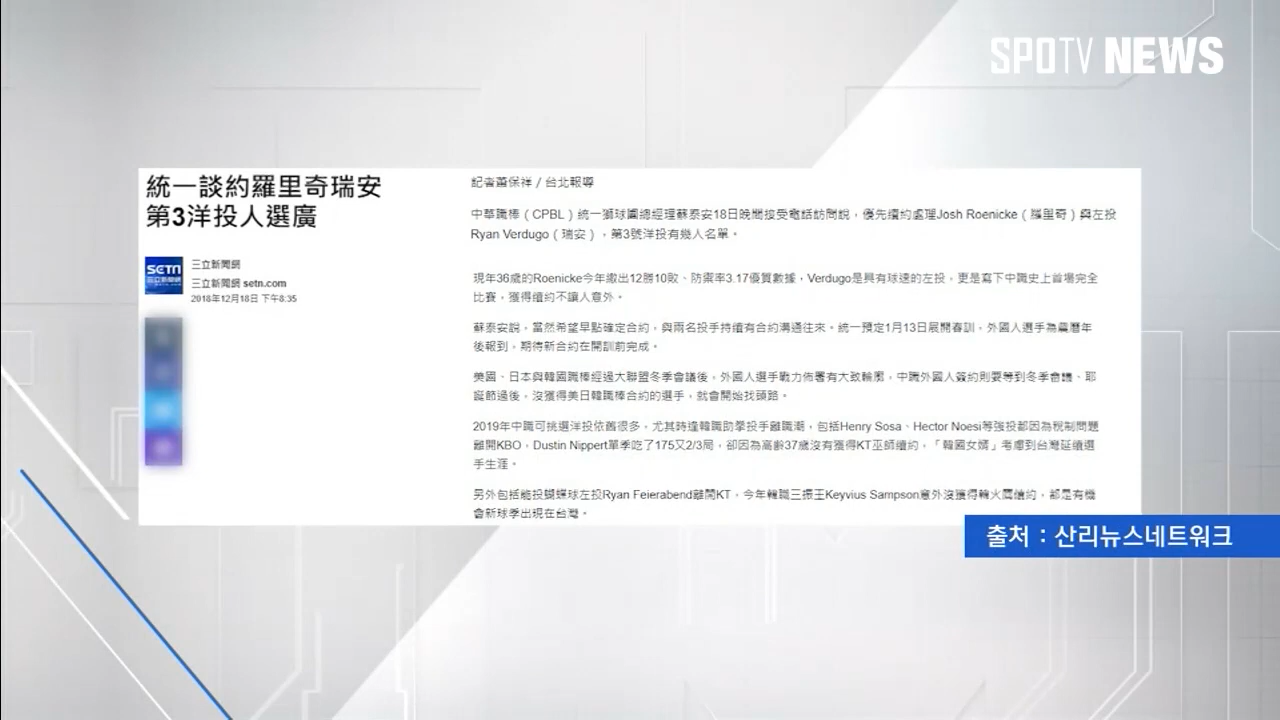 SPOTV NEWS
統一談約羅里奇瑞安
第3洋投人選廣
SETN
三立新聞網
三立新聞網 setn.com
2018年12月18日 下午8:35
記者蕭保祥 / 台北報導
中華職棒（CPBL）統一獅球團總經理蘇泰安18日晚間接受電話訪問說，優先續約處理Josh Roenicke（羅里奇）與左投
Ryan Verdugo（瑞安），第3號洋投有幾人名單。
現年36歲的Roenicke今年繳出12勝10敗、防禦率3.17優質數據，Verdugo是具有球速的左投，更是寫下中職史上首場完全
比賽，獲得續約不讓人意外。
蘇泰安說，當然希望早點確定合約，與兩名投手持續有合約溝通往來。統一預定1月13日展開春訓，外國人選手為農曆年
後報到，期待新合約在開訓前完成。
美國、日本與韓國職棒經過大聯盟冬季會議後，外國人選手戰力佈署有大致輪廓，中職外國人簽約則要等到冬季會議、耶
誕節過後，沒獲得美日韓職棒合約的選手，就會開始找頭路。
2019年中職可挑選洋投依舊很多，尤其時逢韓職助拳投手離職潮，包括Henry Sosa、Hector Noesi等強投都因為稅制問題
離開KBO，Dustin Nippert單季吃了175又2/3局，卻因為高齡37歲沒有獲得KT巫師續約，「韓國女婿」考慮到台灣延續選
手生涯。
另外包括能投蝴蝶球左投Ryan Feierabend離開KT，今年韓職三振王Keyvius Sampson意外沒獲得韓火鷹續約，都是有機
會新球季出現在台灣。
출처 : 산리뉴스네트워크